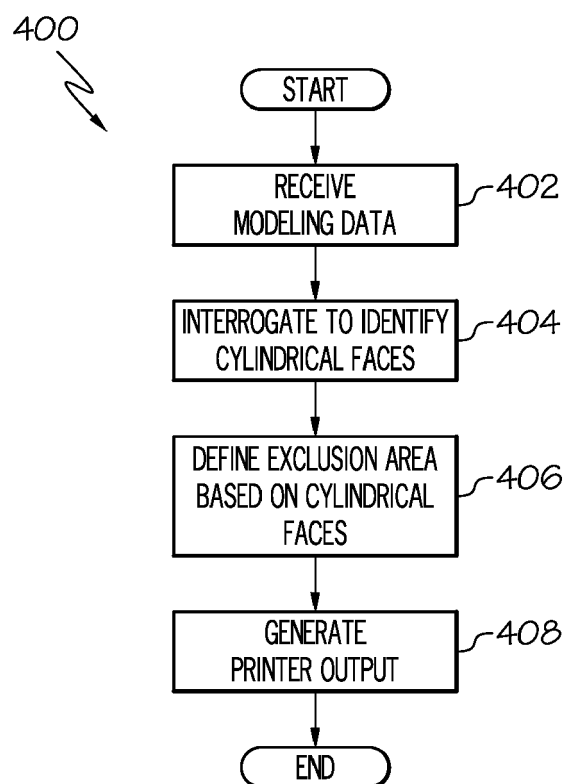 400
START
RECEIVE
MODELING DATA
402
INTERROGATE TO IDENTIFY
CYLINDRICAL FACES
404
DEFINE EXCLUSION AREA
BASED ON CYLINDRICAL
FACES
406
GENERATE
PRINTER OUTPUT
408
END